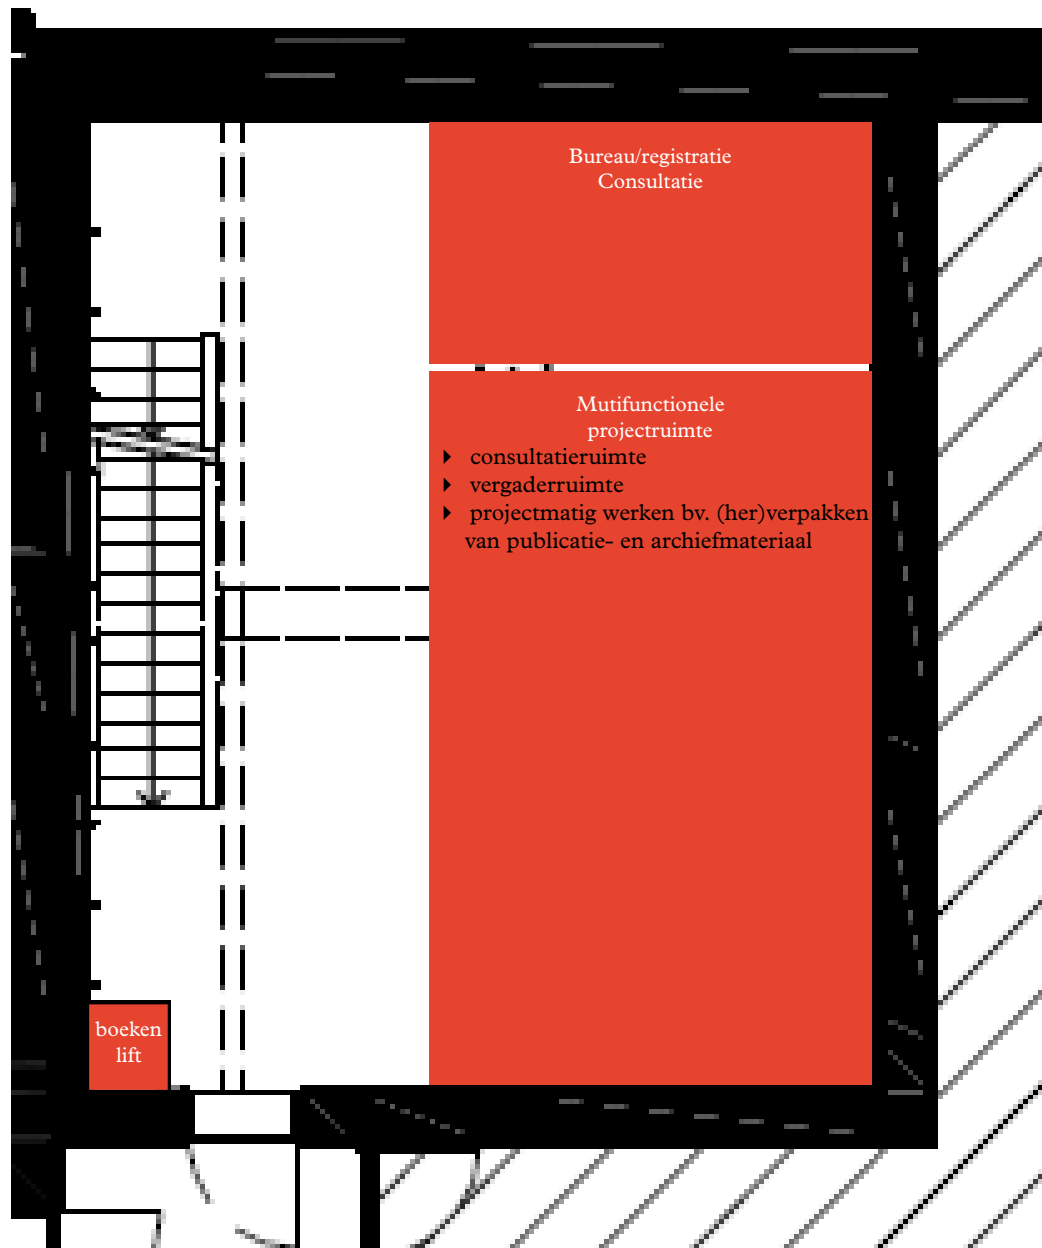 Bureau/registratie
Consultatie
Mutifunctionele
projectruimte
consultatieruimte
vergaderruimte
projectmatig werken bv. (her)verpakken
van publicatie- en archiefmateriaal
boeken
lift